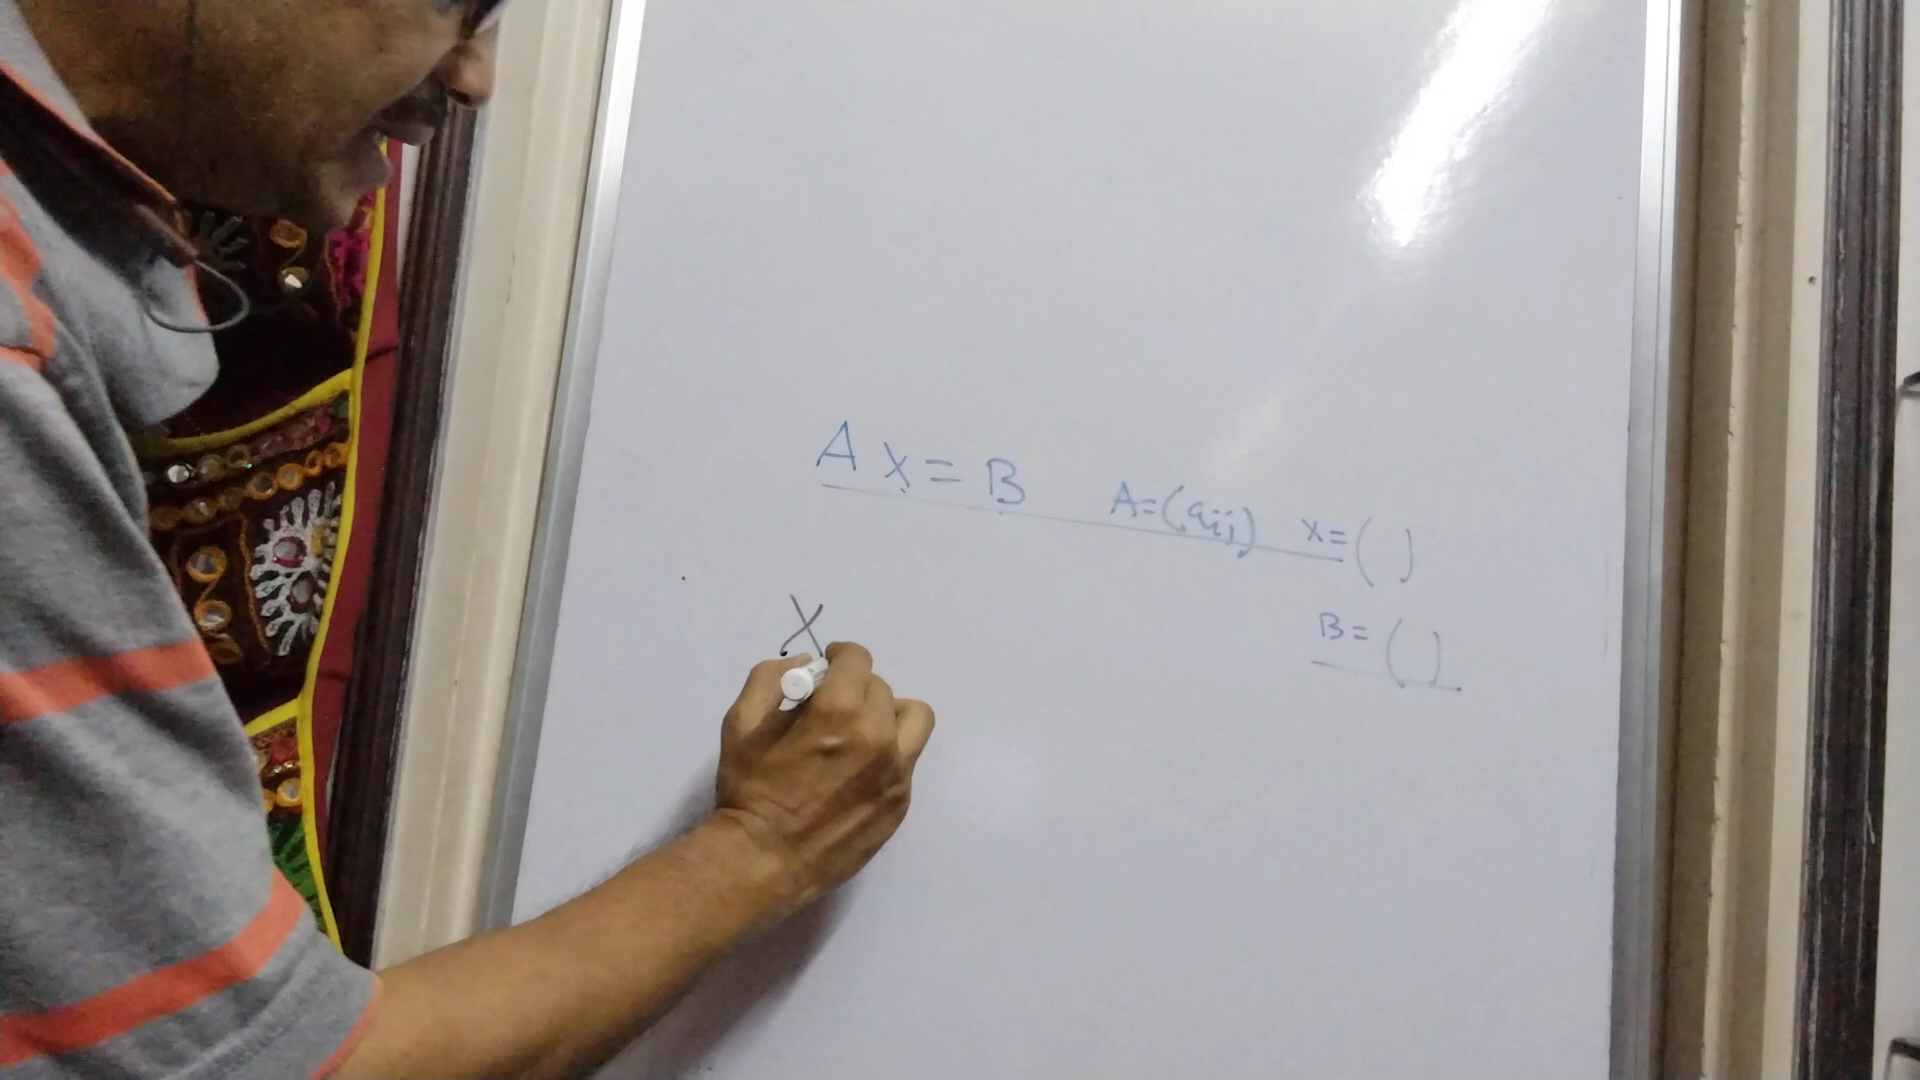 A X = B A = (aij) X = ( )
B = ( )
X